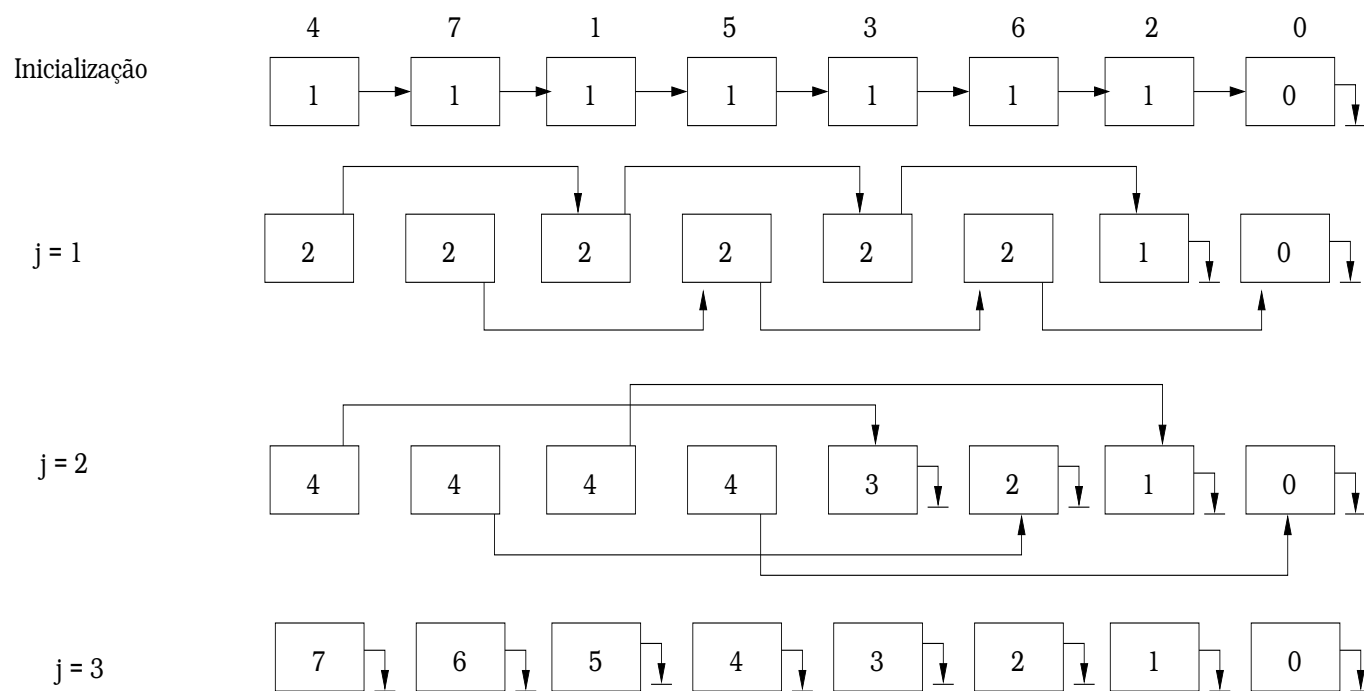 4 7 1 5 3 6 2 0
Inicialização 1 1 1 1 1 1 1 0
j = 1 2 2 2 2 2 2 1 0
j = 2 4 4 4 4 3 2 1 0
j = 3 7 6 5 4 3 2 1 0